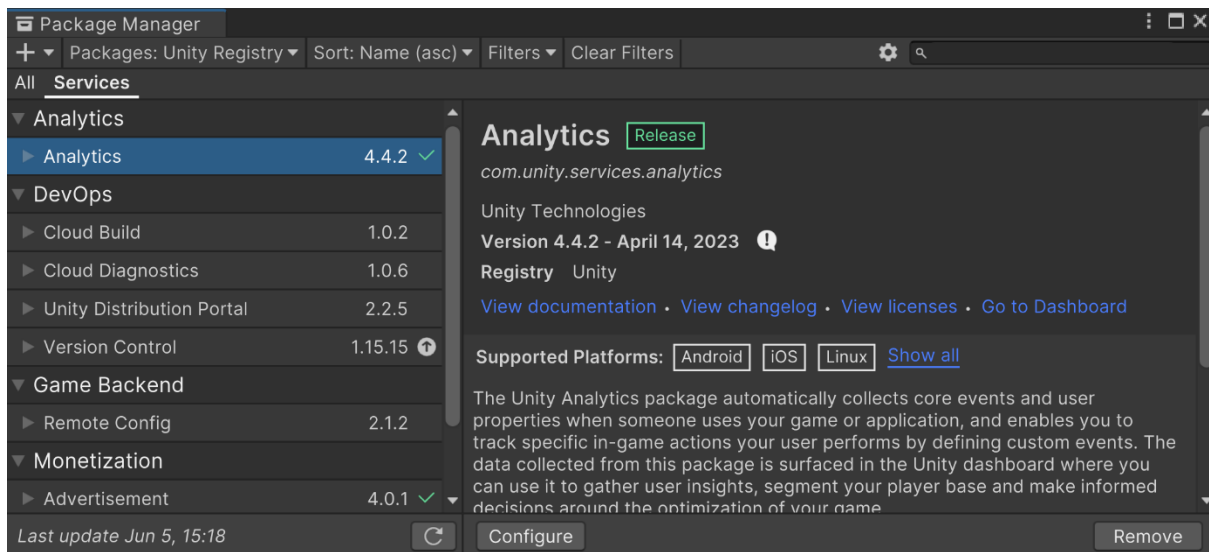 Package Manager
Packages: Unity Registry Sort: Name (asc) Filters Clear Filters
All Services
Analytics
Analytics 4.4.2
DevOps
Cloud Build 1.0.2
Cloud Diagnostics 1.0.6
Unity Distribution Portal 2.2.5
Version Control 1.15.15
Game Backend
Remote Config 2.1.2
Monetization
Advertisement 4.0.1
Last update Jun 5, 15:18
Analytics Release
com.unity.services.analytics
Unity Technologies
Version 4.4.2 - April 14, 2023
Registry Unity
View documentation • View changelog • View licenses • Go to Dashboard
Supported Platforms: Android iOS Linux Show all
The Unity Analytics package automatically collects core events and user
properties when someone uses your game or application, and enables you to
track specific in-game actions your user performs by defining custom events. The
data collected from this package is surfaced in the Unity dashboard where you
can use it to gather user insights, segment your player base and make informed
decisions around the optimization of your game
Configure Remove